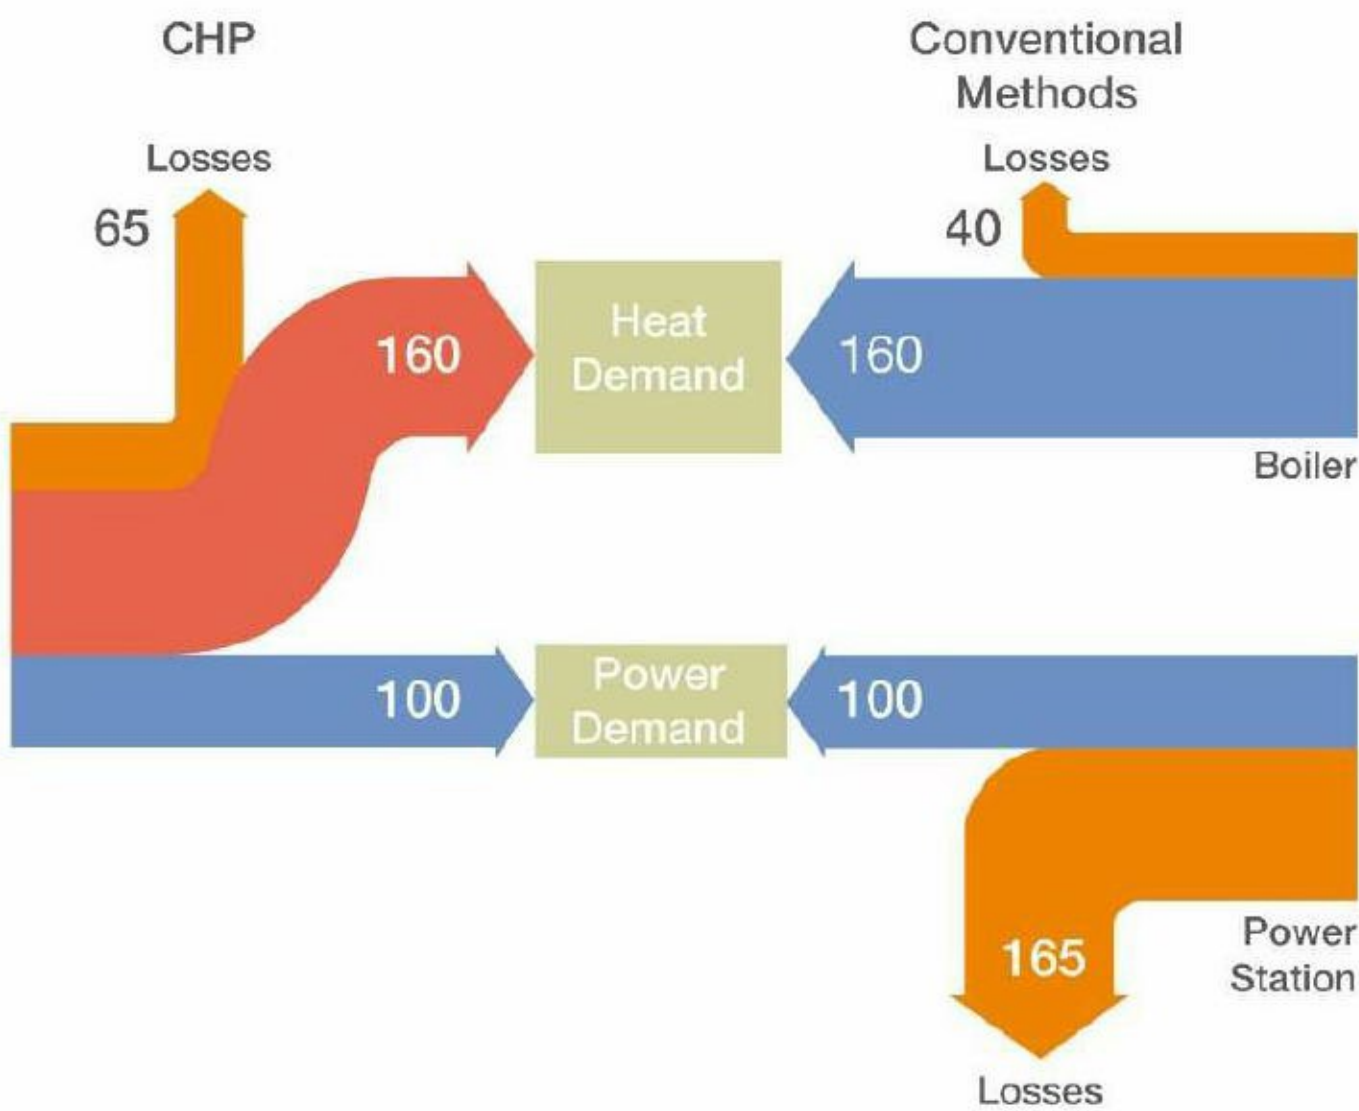 CHP
Conventional
Methods
Losses
Losses
65
40
160
Heat
Demand
160
Boiler
100
Power
Demand
100
165
Power
Station
Losses